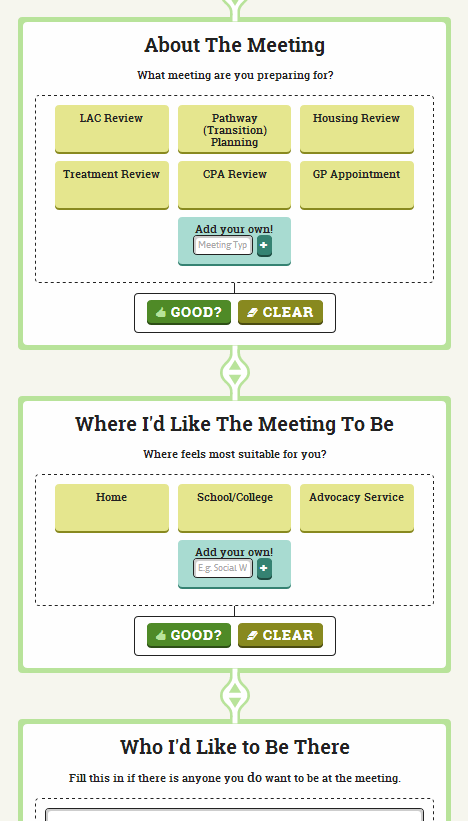 About The Meeting
What meeting are you preparing for?
LAC Review
Pathway
(Transition)
Planning
Housing Review
Treatment Review
CPA Review
GP Appointment
Add your own!
Meeting Typ
+
GOOD?
CLEAR
Where I'd Like The Meeting To Be
Where feels most suitable for you?
Home
School/College
Advocacy Service
Add your own!
E.g: Social W
+
GOOD?
CLEAR
Who I'd Like to Be There
Fill this in if there is anyone you do want to be at the meeting.